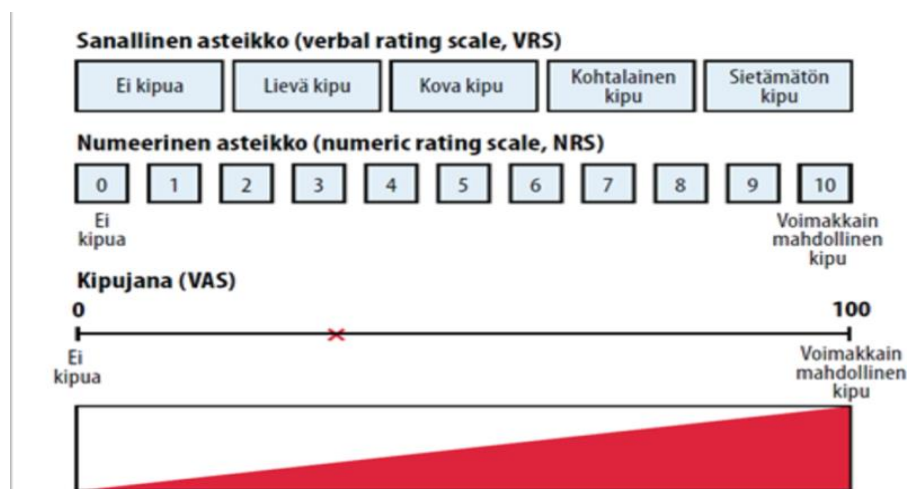 Sanallinen asteikko (verbal rating scale, VRS)
Ei kipua Lievä kipu Kova kipu Kohtalainen kipu Sietämätön kipu
Numeerinen asteikko (numeric rating scale, NRS)
0 1 2 3 4 5 6 7 8 9 10
Ei kipua Voimakkain mahdollinen kipu
Kipujana (VAS)
0 100
Ei kipua Voimakkain mahdollinen kipu